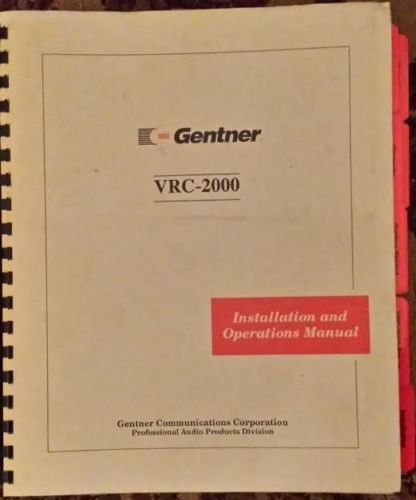 Gentner
VRC-2000
Installation and
Operations Manual
Gentner Communications Corporation
Professional Audio Products Division